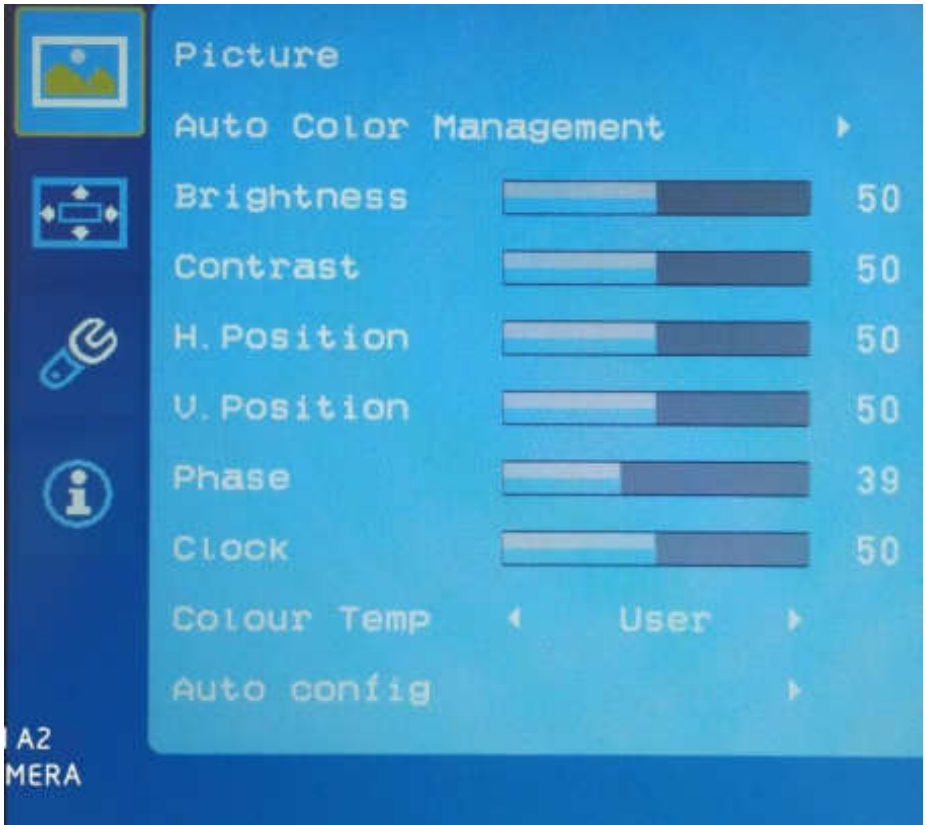 Picture
Auto Color Management
Brightness 50
Contrast 50
H.Position 50
V.Position 50
Phase 39
Clock 50
Colour Temp User
Auto config
A2
MERA